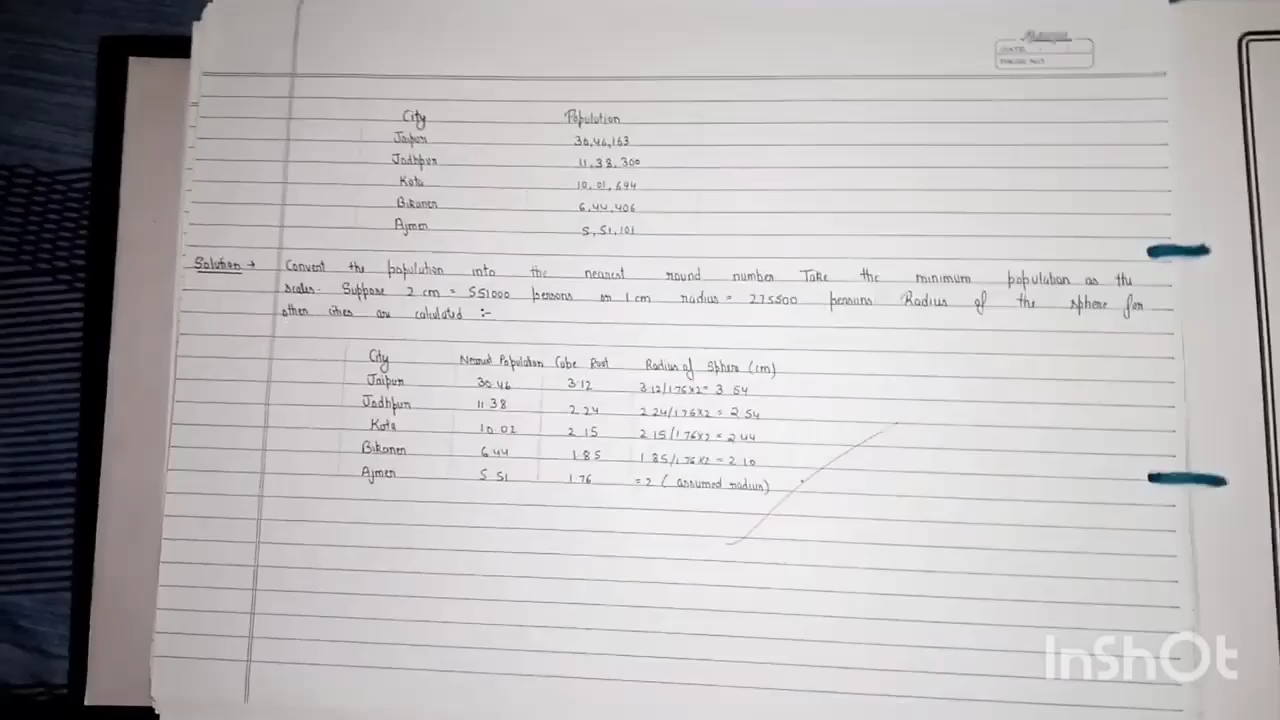 DATE
PAGE NO
City Population
Jaipur 30,46,163
Jodhpur 11,38,300
Kota 10,01,694
Bikaner 6,44,406
Ajmer 5,51,101
Solution → Convert the population into the nearest round number Take the minimum population as the
scales. Suppose 2 cm = 551000 persons or 1 cm radius = 275500 persons Radius of the sphere for
other cities are calculated :-
City Nearest Population Cube Root Radius of Sphere (cm)
Jaipur 30.46 3.12 3.12/1.76×2 = 3.54
Jodhpur 11.38 2.24 2.24/1.76×2 = 2.54
Kota 10.02 2.15 2.15/1.76×2 = 2.44
Bikaner 6.44 1.85 1.85/1.76×2 = 2.10
Ajmer 5.51 1.76 = 2 (assumed radius)
InShOt